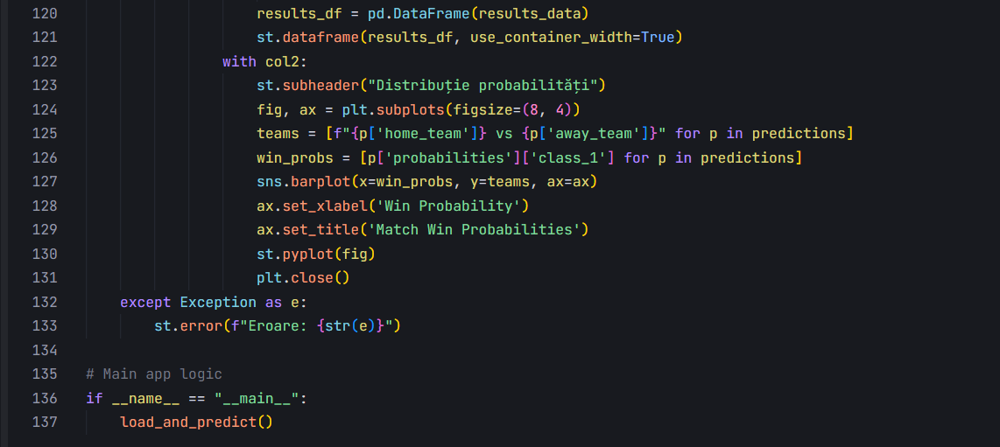 120 results_df = pd.DataFrame(results_data)
121 st.dataframe(results_df, use_container_width=True)
122 with col2:
123 st.subheader("Distribuție probabilități")
124 fig, ax = plt.subplots(figsize=(8, 4))
125 teams = [f"{p['home_team']} vs {p['away_team']}" for p in predictions]
126 win_probs = [p['probabilities']['class_1'] for p in predictions]
127 sns.barplot(x=win_probs, y=teams, ax=ax)
128 ax.set_xlabel('Win Probability')
129 ax.set_title('Match Win Probabilities')
130 st.pyplot(fig)
131 plt.close()
132 except Exception as e:
133 st.error(f"Eroare: {str(e)}")
134
135 # Main app logic
136 if __name__ == "__main__":
137 load_and_predict()